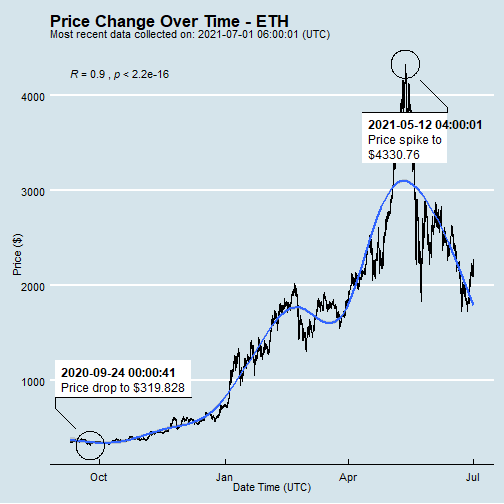 Price Change Over Time - ETH
Most recent data collected on: 2021-07-01 06:00:01 (UTC)
R = 0.9 , p < 2.2e-16
4000
2021-05-12 04:00:01
Price spike to
$4330.76
3000
Price ($)
2000
2020-09-24 00:00:41
Price drop to $319.828
1000
Oct
Jan
Apr
Jul
Date Time (UTC)